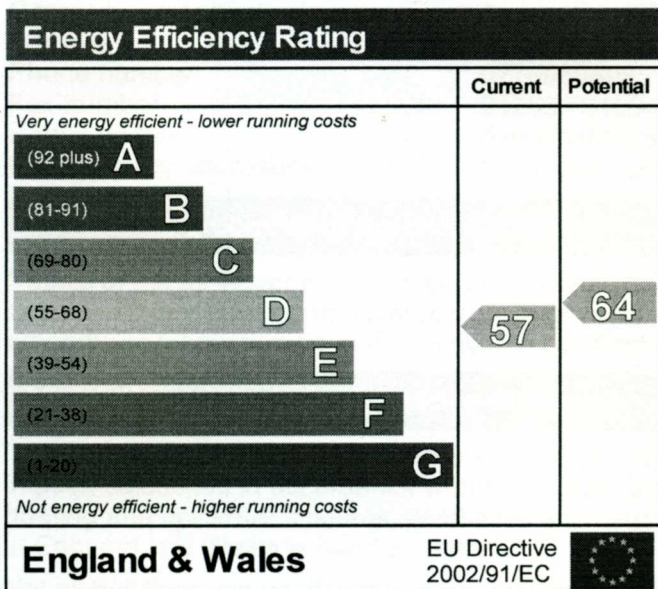 Energy Efficiency Rating
Current Potential
Very energy efficient - lower running costs
(92 plus) A
(81-91) B
(69-80) C
(55-68) D
57
64
(39-54) E
(21-38) F
(1-20) G
Not energy efficient - higher running costs
England & Wales
EU Directive
2002/91/EC